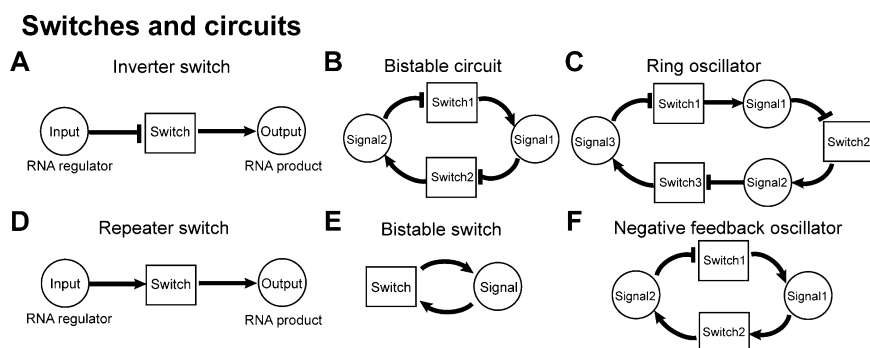 Switches and circuits
A
Inverter switch
Input
Switch
Output
RNA regulator
RNA product
B
Bistable circuit
Switch1
Signal2
Signal1
Switch2
C
Ring oscillator
Switch1
Signal1
Signal3
Switch2
Switch3
Signal2
D
Repeater switch
Input
Switch
Output
RNA regulator
RNA product
E
Bistable switch
Switch
Signal
F
Negative feedback oscillator
Switch1
Signal2
Signal1
Switch2